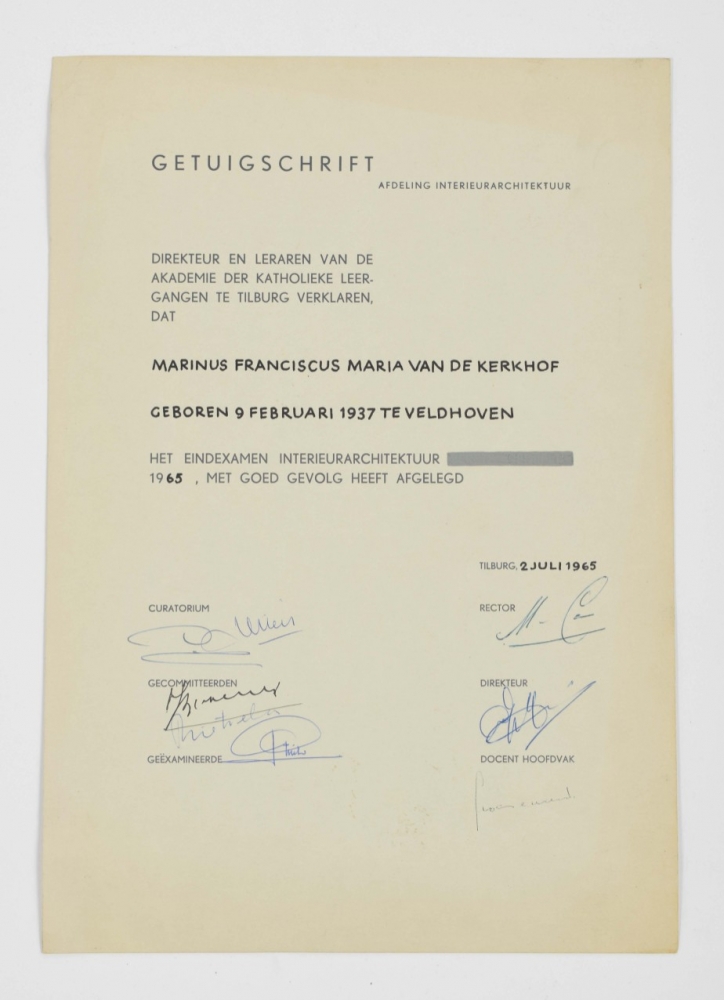 GETUIGSCHRIFT
AFDELING INTERIEURARCHITEKTUUR
DIREKTEUR EN LERAREN VAN DE
AKADEMIE DER KATHOLIEKE LEER-
GANGEN TE TILBURG VERKLAREN,
DAT
MARINUS FRANCISCUS MARIA VAN DE KERKHOF
GEBOREN 9 FEBRUARI 1937 TE VELDHOVEN
HET EINDEXAMEN INTERIEURARCHITEKTUUR
1965 , MET GOED GEVOLG HEEFT AFGELEGD
TILBURG, 2 JULI 1965
CURATORIUM
RECTOR
GECOMMITTEERDEN
DIREKTEUR
GEËXAMINEERDE
DOCENT HOOFDVAK